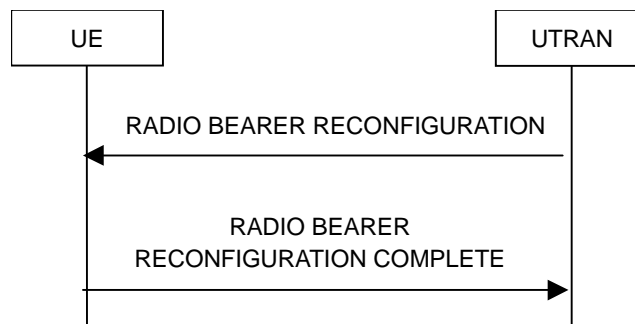 UE
UTRAN
RADIO BEARER RECONFIGURATION
RADIO BEARER
RECONFIGURATION COMPLETE